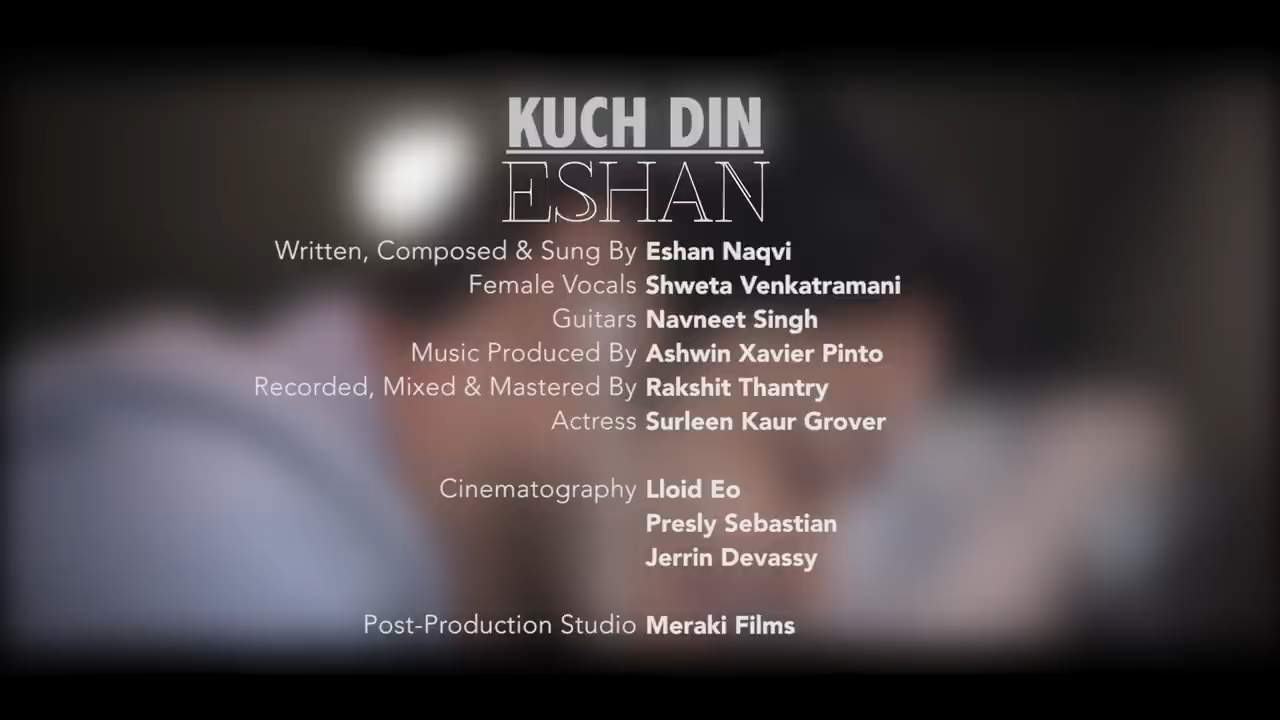 KUCH DIN
ESHAN
Written, Composed & Sung By Eshan Naqvi
Female Vocals Shweta Venkatramani
Guitars Navneet Singh
Music Produced By Ashwin Xavier Pinto
Recorded, Mixed & Mastered By Rakshit Thantry
Actress Surleen Kaur Grover
Cinematography Lloid Eo
Presly Sebastian
Jerrin Devassy
Post-Production Studio Meraki Films